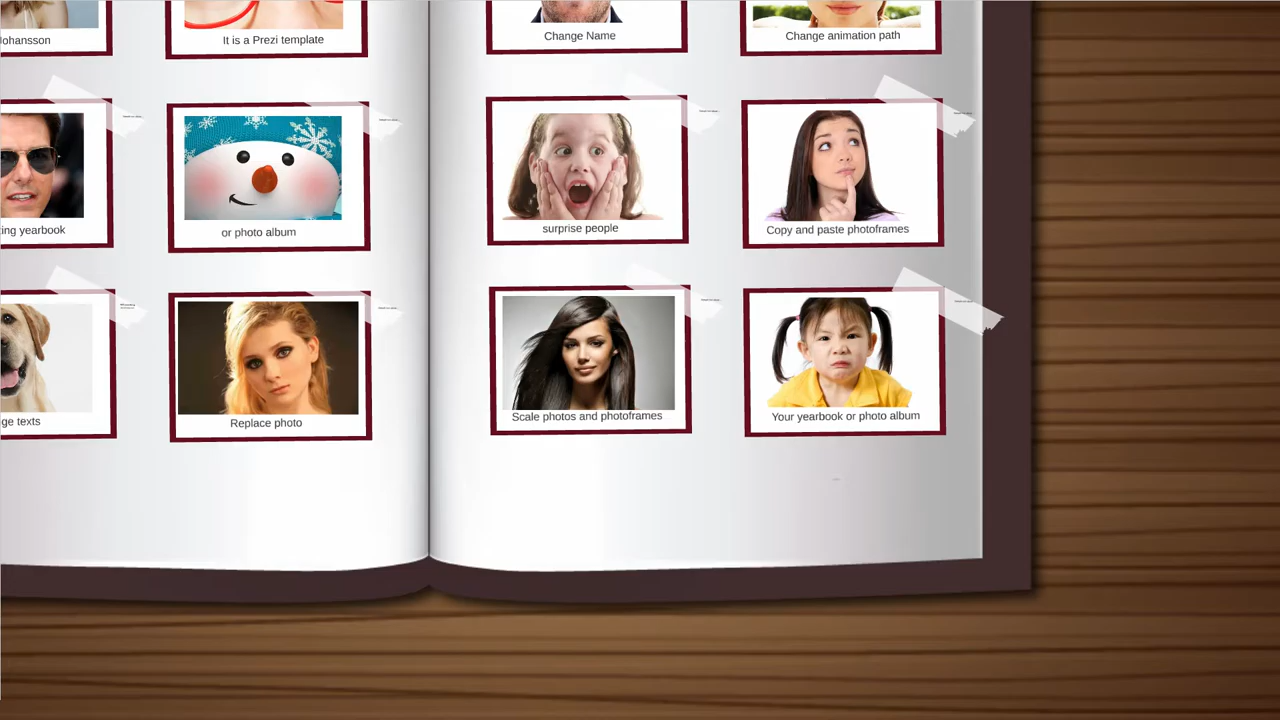 ohansson
It is a Prezi template
Change Name
Change animation path
ing yearbook
or photo album
surprise people
Copy and paste photoframes
ge texts
Replace photo
Scale photos and photoframes
Your yearbook or photo album